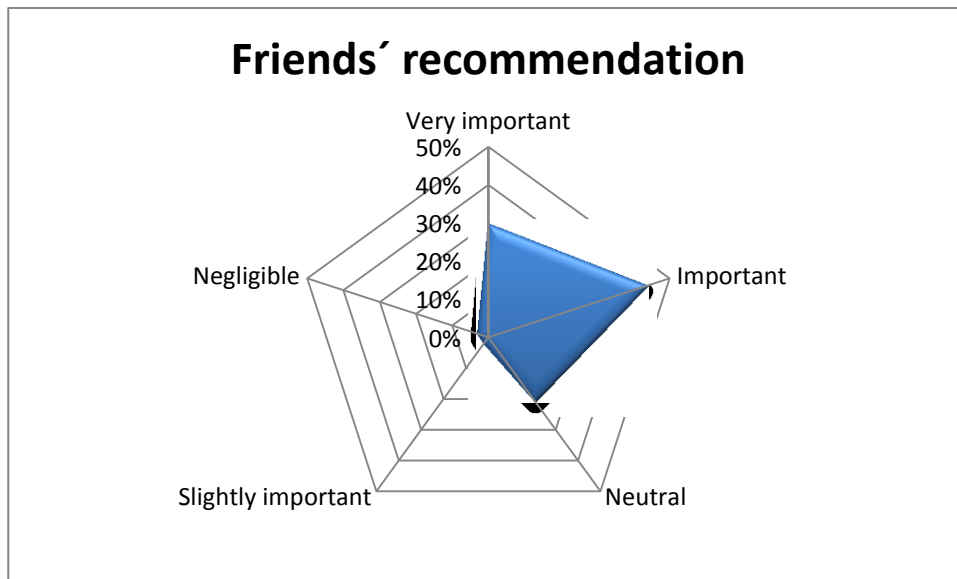 Friends´ recommendation
Very important
50%
40%
30%
20%
10%
0%
Important
Neutral
Slightly important
Negligible